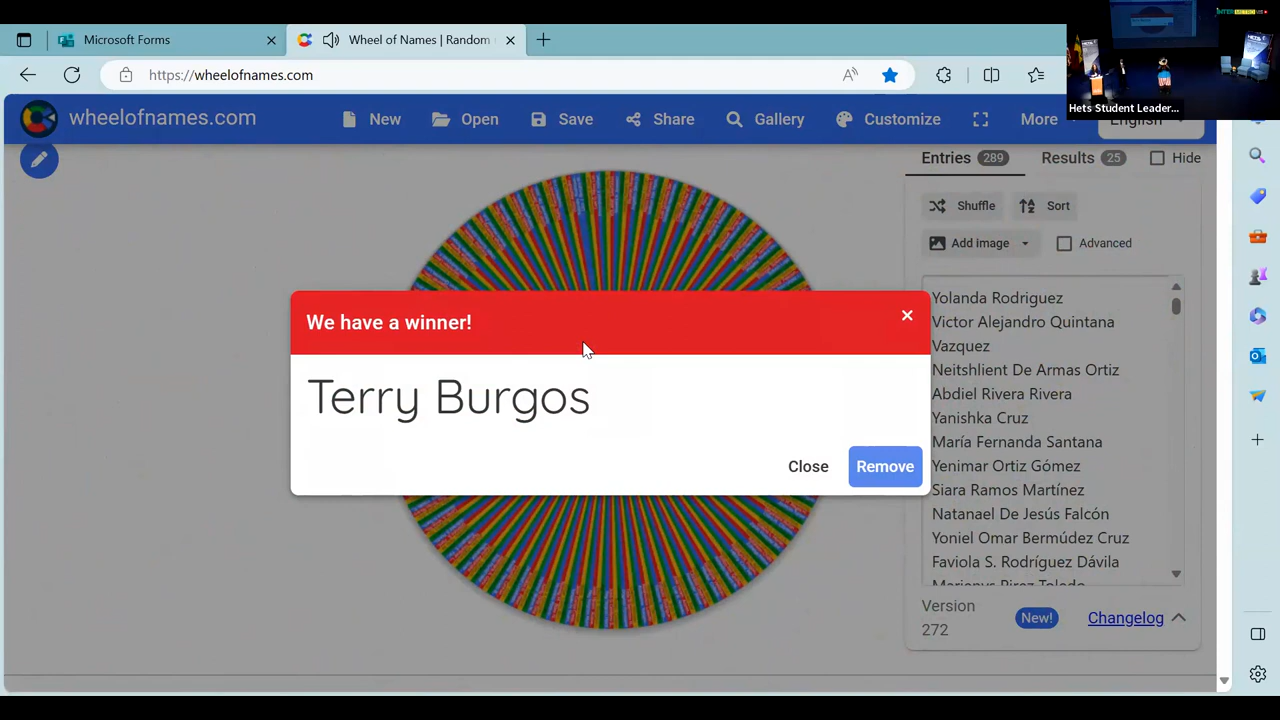 Microsoft Forms
Wheel of Names | Random
INTER METRO
https://wheelofnames.com
Hets Student Leader...
wheelofnames.com
New
Open
Save
Share
Gallery
Customize
More
English
Entries 289
Results 25
Hide
Shuffle
Sort
Add image
Advanced
We have a winner!
Terry Burgos
Close
Remove
Yolanda Rodriguez
Victor Alejandro Quintana
Vazquez
Neitshlient De Armas Ortiz
Abdiel Rivera Rivera
Yanishka Cruz
María Fernanda Santana
Yenimar Ortiz Gómez
Siara Ramos Martínez
Natanael De Jesús Falcón
Yoniel Omar Bermúdez Cruz
Faviola S. Rodríguez Dávila
Version
272
New!
Changelog